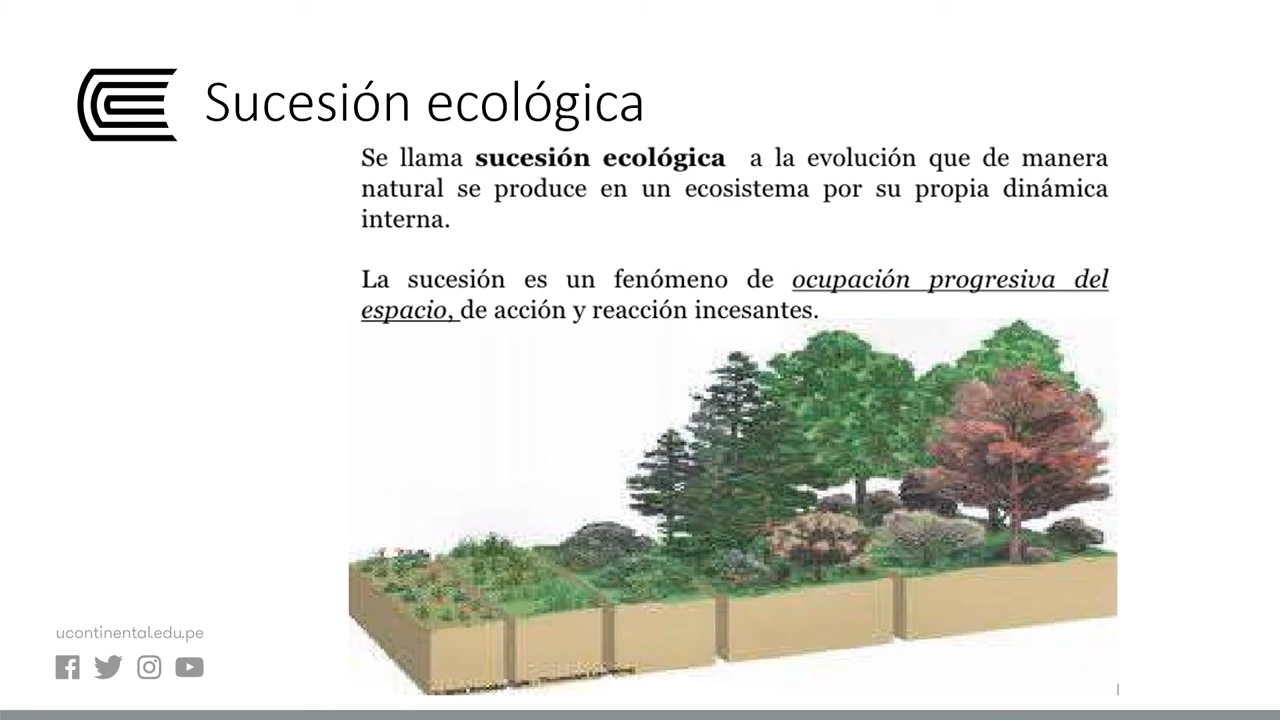 Sucesión ecológica
Se llama sucesión ecológica a la evolución que de manera
natural se produce en un ecosistema por su propia dinámica
interna.
La sucesión es un fenómeno de ocupación progresiva del
espacio, de acción y reacción incesantes.
ucontinental.edu.pe